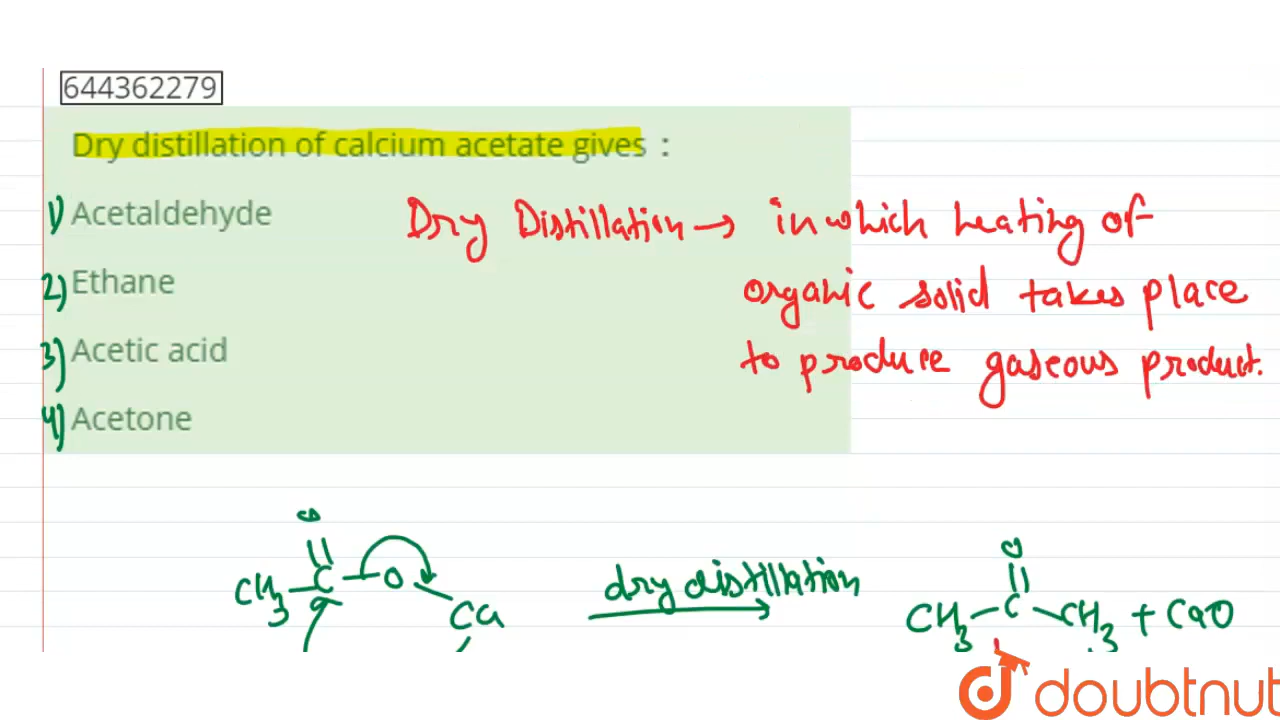 644362279
Dry distillation of calcium acetate gives :
1) Acetaldehyde
2) Ethane
3) Acetic acid
4) Acetone
Dry Distillation → in which heating of
organic solid takes place
to produce gaseous product.
O
||
CH3 – C – O
Ca
dry distillation
O
||
CH3 – C – CH3 + CaO
doubtnut